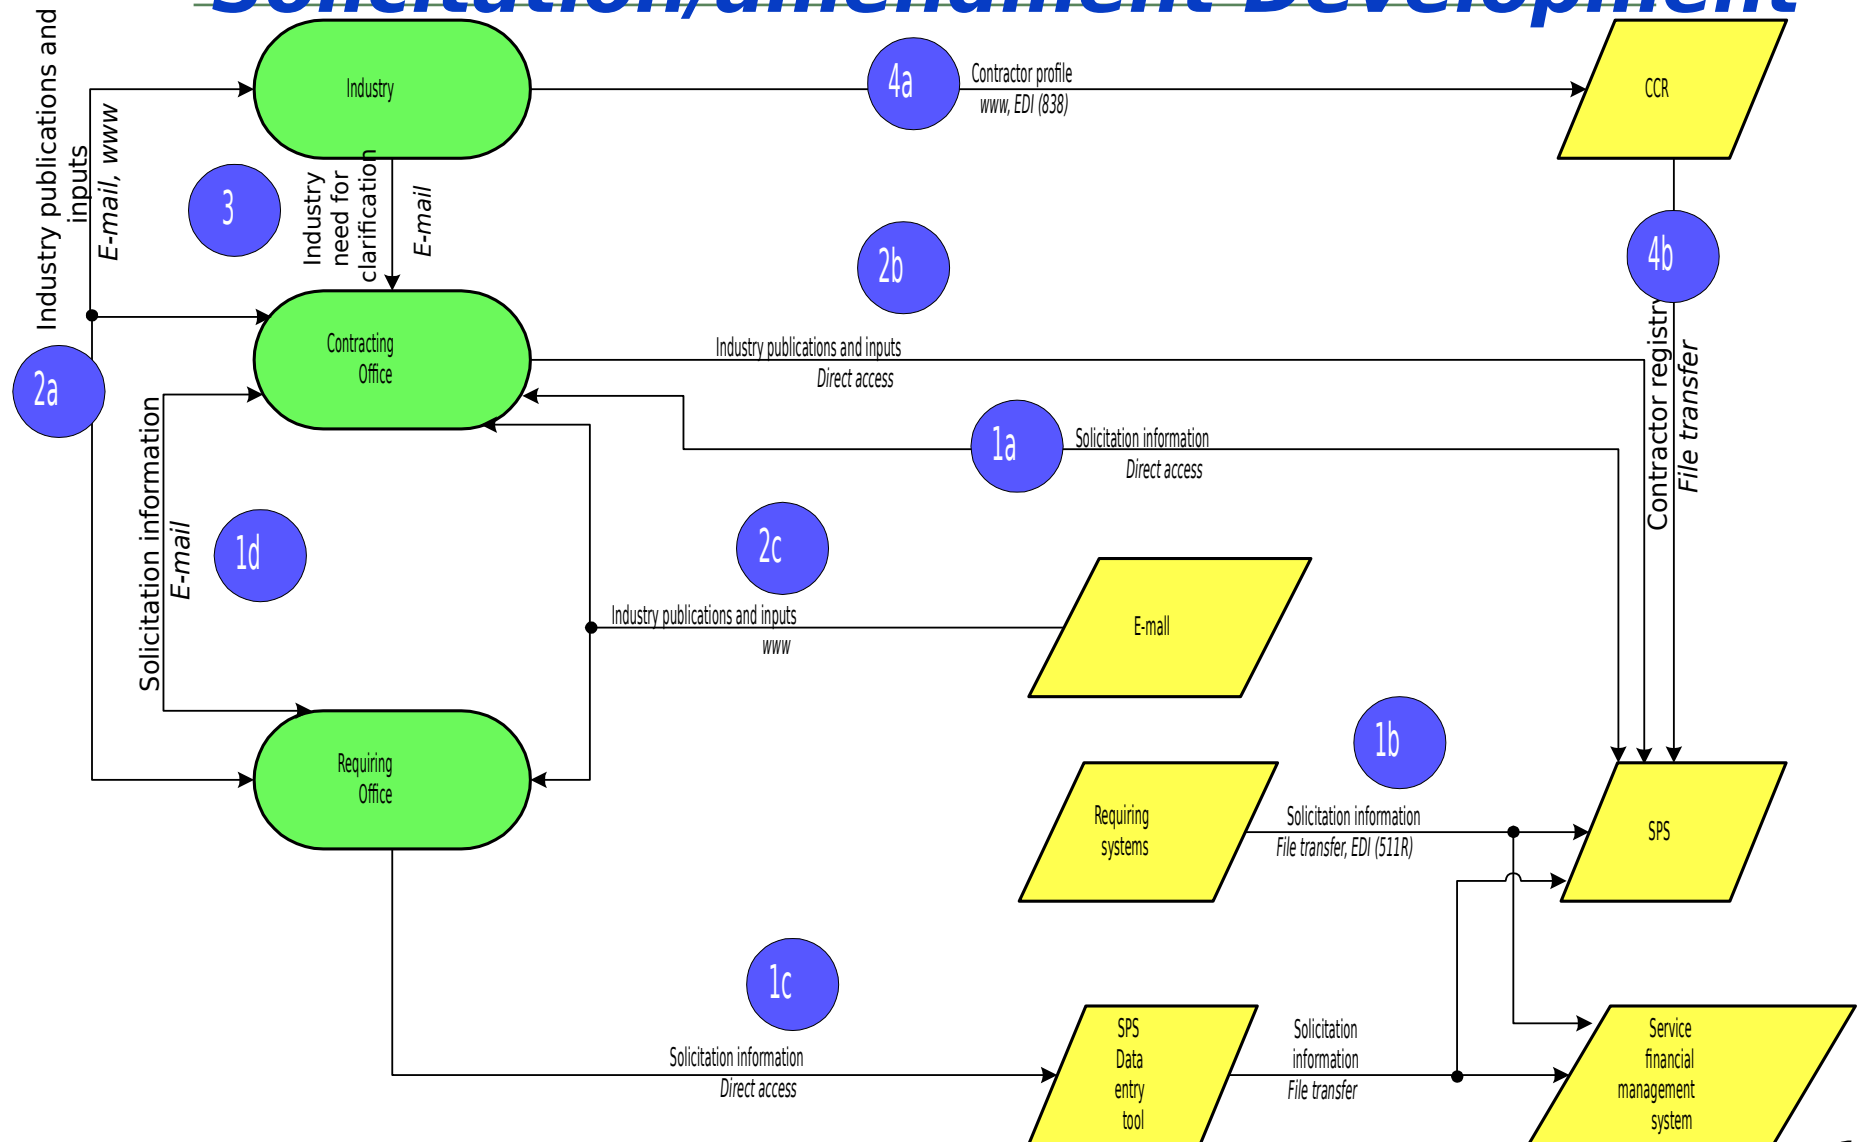 Solicitation/amendment Development
Industry publications and
inputs
E-mail, www
Industry
4a
Contractor profile
www, EDI (838)
CCR
3
Industry
need for
clarification
E-mail
2b
4b
Contracting
Office
Industry publications and inputs
Direct access
Contractor registry
File transfer
2a
1a
Solicitation information
Direct access
Solicitation information
E-mail
1d
2c
Industry publications and inputs
www
E-mall
1b
Requiring
Office
Requiring
systems
Solicitation information
File transfer, EDI (511R)
SPS
1c
Solicitation information
Direct access
SPS
Data
entry
tool
Solicitation
information
File transfer
Service
financial
management
system